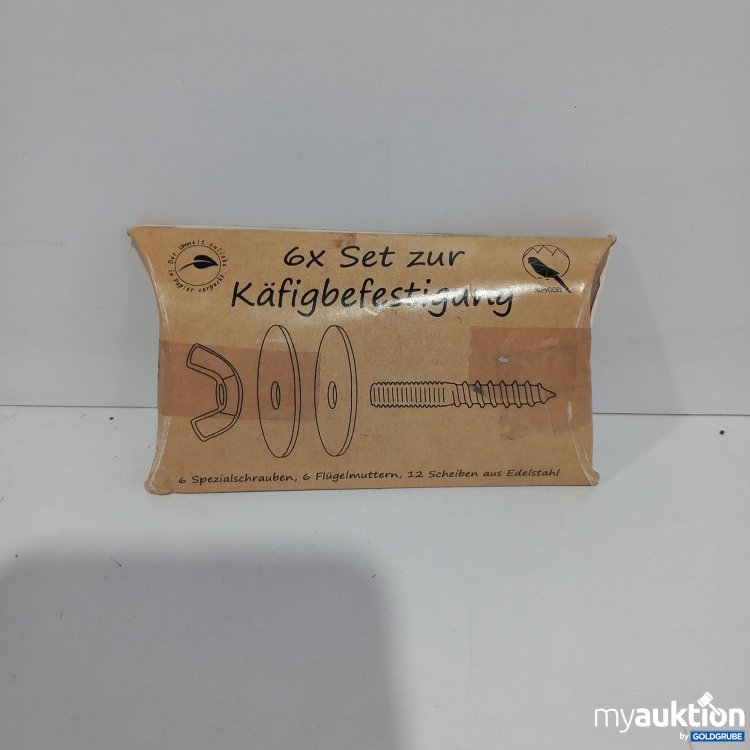 Der Umwelt zuliebe
in Papier verpackt
6x Set zur
Käfigbefestigung
6 Spezialschrauben, 6 Flügelmuttern, 12 Scheiben aus Edelstahl
myauktion
by GOLDGRUBE